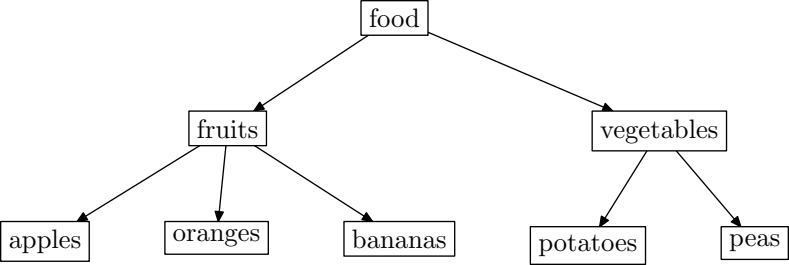 food
fruits
vegetables
apples
oranges
bananas
potatoes
peas